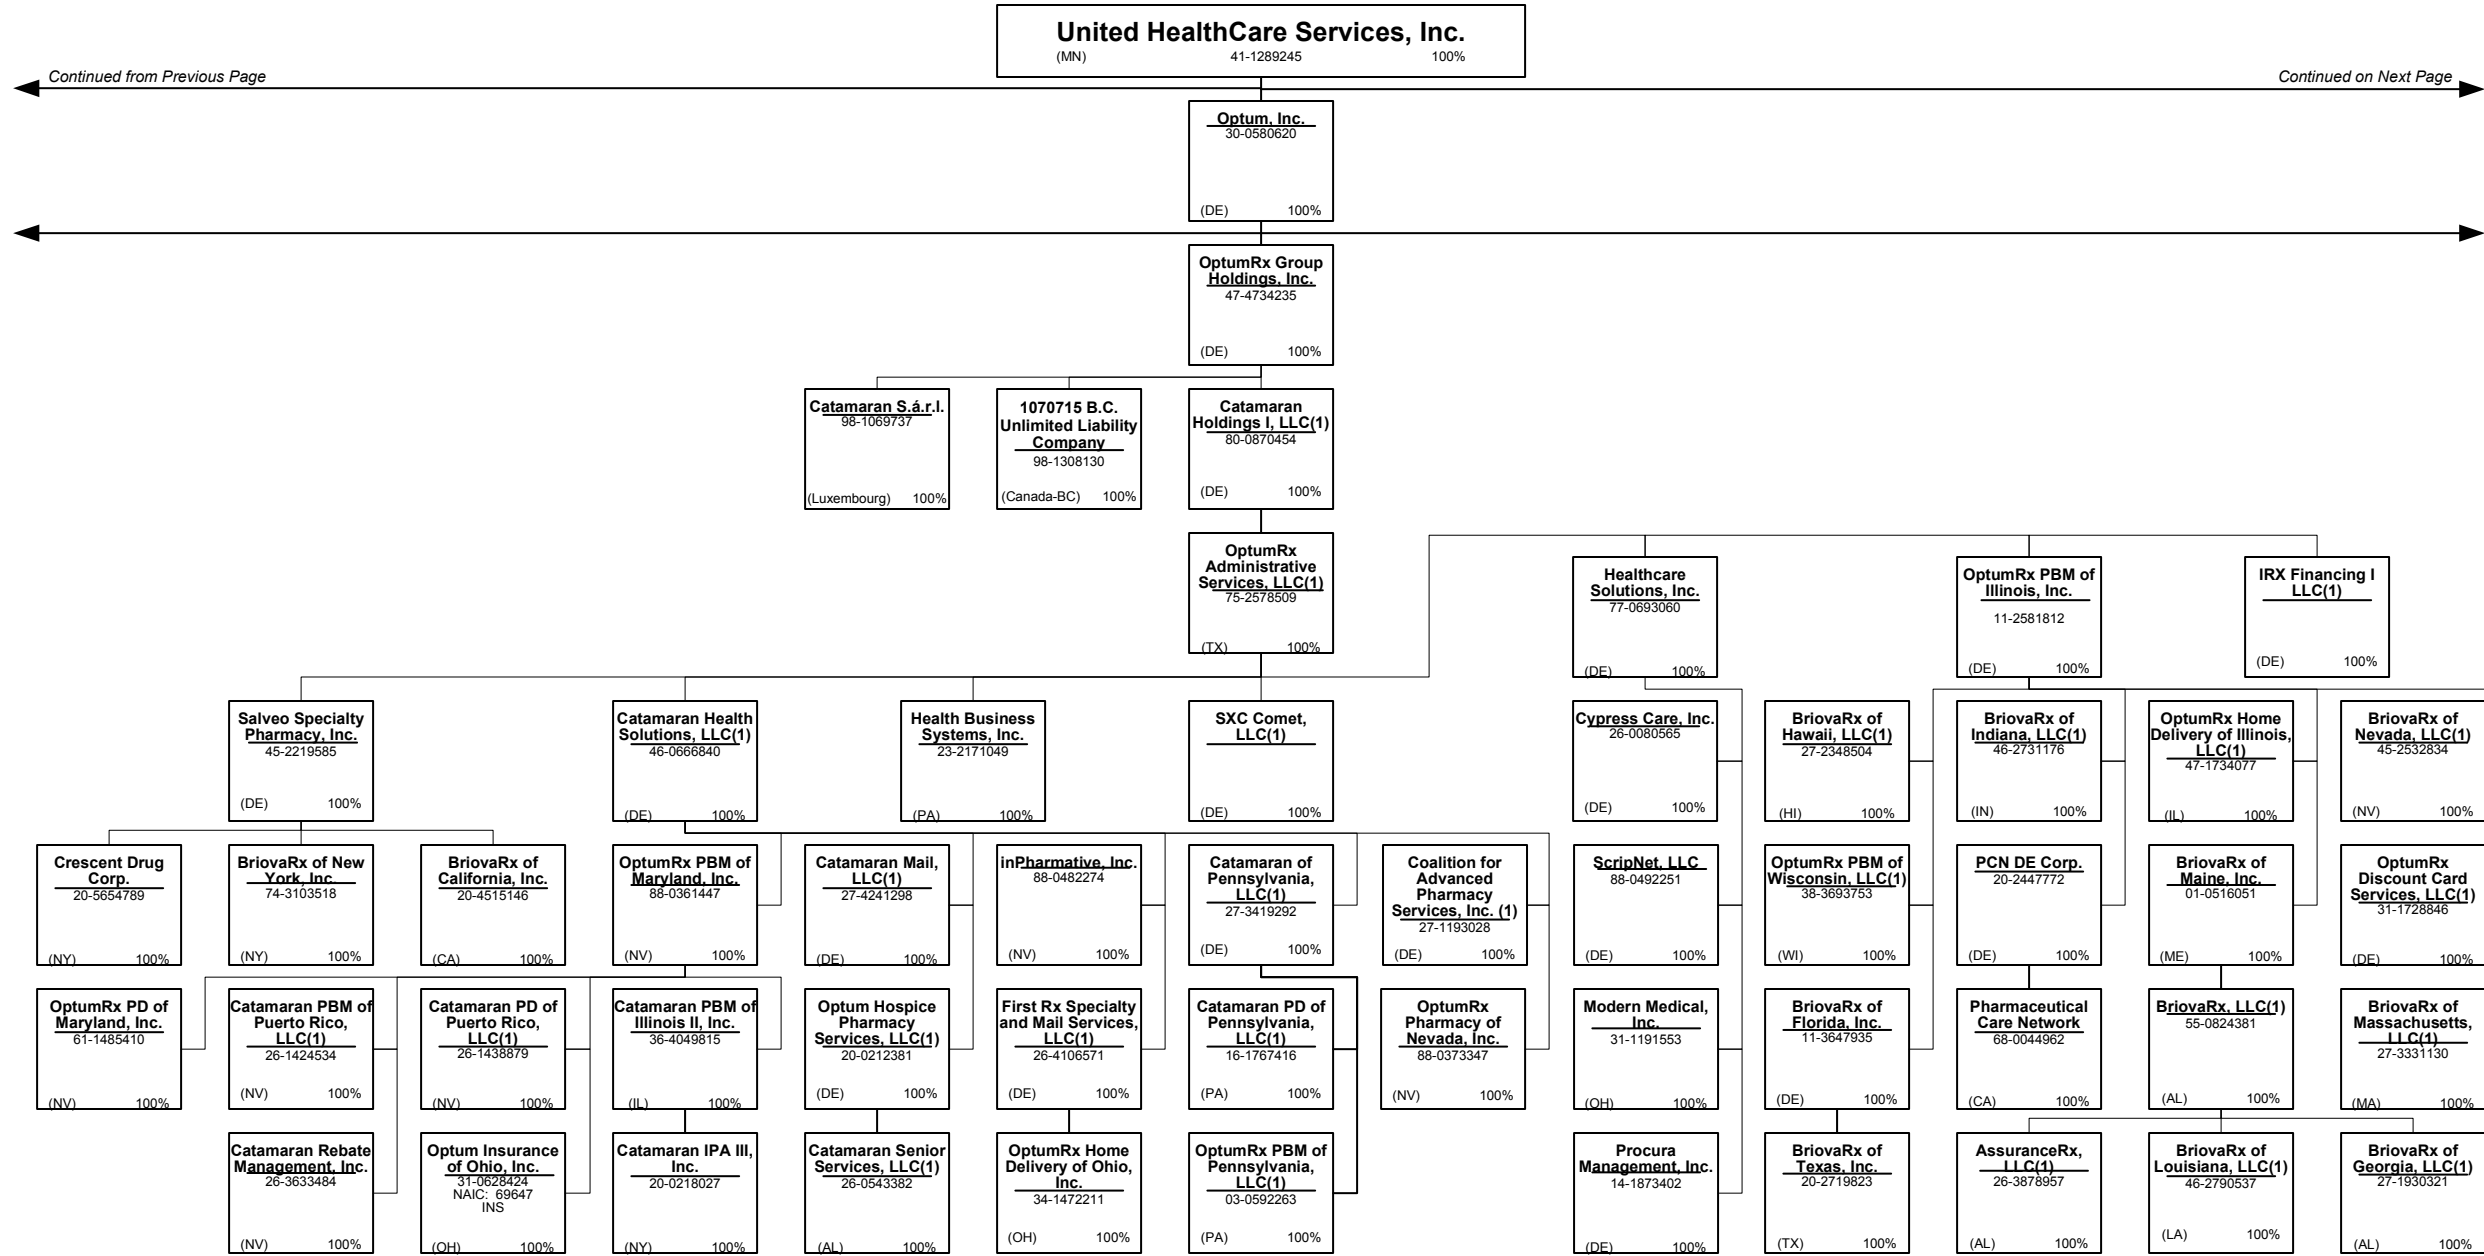 United HealthCare Services, Inc.
(MN) 41-1289245 100%
Continued from Previous Page
Continued on Next Page
Optum, Inc.
30-0580620
(DE) 100%
OptumRx Group
Holdings, Inc.
47-4734235
(DE) 100%
Catamaran S.á.r.l.
98-1069737
(Luxembourg) 100%
1070715 B.C.
Unlimited Liability
Company
98-1308130
(Canada-BC) 100%
Catamaran
Holdings I, LLC(1)
80-0870454
(DE) 100%
OptumRx
Administrative
Services, LLC(1)
75-2578509
(TX) 100%
Healthcare
Solutions, Inc.
77-0693060
(DE) 100%
OptumRx PBM of
Illinois, Inc.
11-2581812
(DE) 100%
IRX Financing I
LLC(1)
(DE) 100%
Salveo Specialty
Pharmacy, Inc.
45-2219585
(DE) 100%
Catamaran Health
Solutions, LLC(1)
46-0666840
(DE) 100%
Health Business
Systems, Inc.
23-2171049
(PA) 100%
SXC Comet,
LLC(1)
(DE) 100%
Cypress Care, Inc.
26-0080565
(DE) 100%
BriovaRx of
Hawaii, LLC(1)
27-2348504
(HI) 100%
BriovaRx of
Indiana, LLC(1)
46-2731176
(IN) 100%
OptumRx Home
Delivery of Illinois,
LLC(1)
47-1734077
(IL) 100%
BriovaRx of
Nevada, LLC(1)
45-2532834
(NV) 100%
Crescent Drug
Corp.
20-5654789
(NY) 100%
BriovaRx of New
York, Inc.
74-3103518
(NY) 100%
BriovaRx of
California, Inc.
20-4515146
(CA) 100%
OptumRx PBM of
Maryland, Inc.
88-0361447
(NV) 100%
Catamaran Mail,
LLC(1)
27-4241298
(DE) 100%
inPharmative, Inc.
88-0482274
(NV) 100%
Catamaran of
Pennsylvania,
LLC(1)
27-3419292
(DE) 100%
Coalition for
Advanced
Pharmacy
Services, Inc. (1)
27-1193028
(DE) 100%
ScripNet, LLC
88-0492251
(DE) 100%
OptumRx PBM of
Wisconsin, LLC(1)
38-3693753
(WI) 100%
PCN DE Corp.
20-2447772
(DE) 100%
BriovaRx of
Maine, Inc.
01-0516051
(ME) 100%
OptumRx
Discount Card
Services, LLC(1)
31-1728846
(DE) 100%
OptumRx PD of
Maryland, Inc.
61-1485410
(NV) 100%
Catamaran PBM of
Puerto Rico,
LLC(1)
26-1424534
(NV) 100%
Catamaran PD of
Puerto Rico,
LLC(1)
26-1438879
(NV) 100%
Catamaran PBM of
Illinois II, Inc.
36-4049815
(IL) 100%
Optum Hospice
Pharmacy
Services, LLC(1)
20-0212381
(DE) 100%
First Rx Specialty
and Mail Services,
LLC(1)
26-4106571
(DE) 100%
Catamaran PD of
Pennsylvania,
LLC(1)
16-1767416
(PA) 100%
OptumRx
Pharmacy of
Nevada, Inc.
88-0373347
(NV) 100%
Modern Medical,
Inc.
31-1191553
(OH) 100%
BriovaRx of
Florida, Inc.
11-3647935
(DE) 100%
Pharmaceutical
Care Network
68-0044962
(CA) 100%
BriovaRx, LLC(1)
55-0824381
(AL) 100%
BriovaRx of
Massachusetts,
LLC(1)
27-3331130
(MA) 100%
Catamaran Rebate
Management, Inc.
26-3633484
(NV) 100%
Optum Insurance
of Ohio, Inc.
31-0628424
NAIC: 69647
INS
(OH) 100%
Catamaran IPA III,
Inc.
20-0218027
(NY) 100%
Catamaran Senior
Services, LLC(1)
26-0543382
(AL) 100%
OptumRx Home
Delivery of Ohio,
Inc.
34-1472211
(OH) 100%
OptumRx PBM of
Pennsylvania,
LLC(1)
03-0592263
(PA) 100%
Procura
Management, Inc.
14-1873402
(DE) 100%
BriovaRx of
Texas, Inc.
20-2719823
(TX) 100%
AssuranceRx,
LLC(1)
26-3878957
(AL) 100%
BriovaRx of
Louisiana, LLC(1)
46-2790537
(LA) 100%
BriovaRx of
Georgia, LLC(1)
27-1930321
(AL) 100%